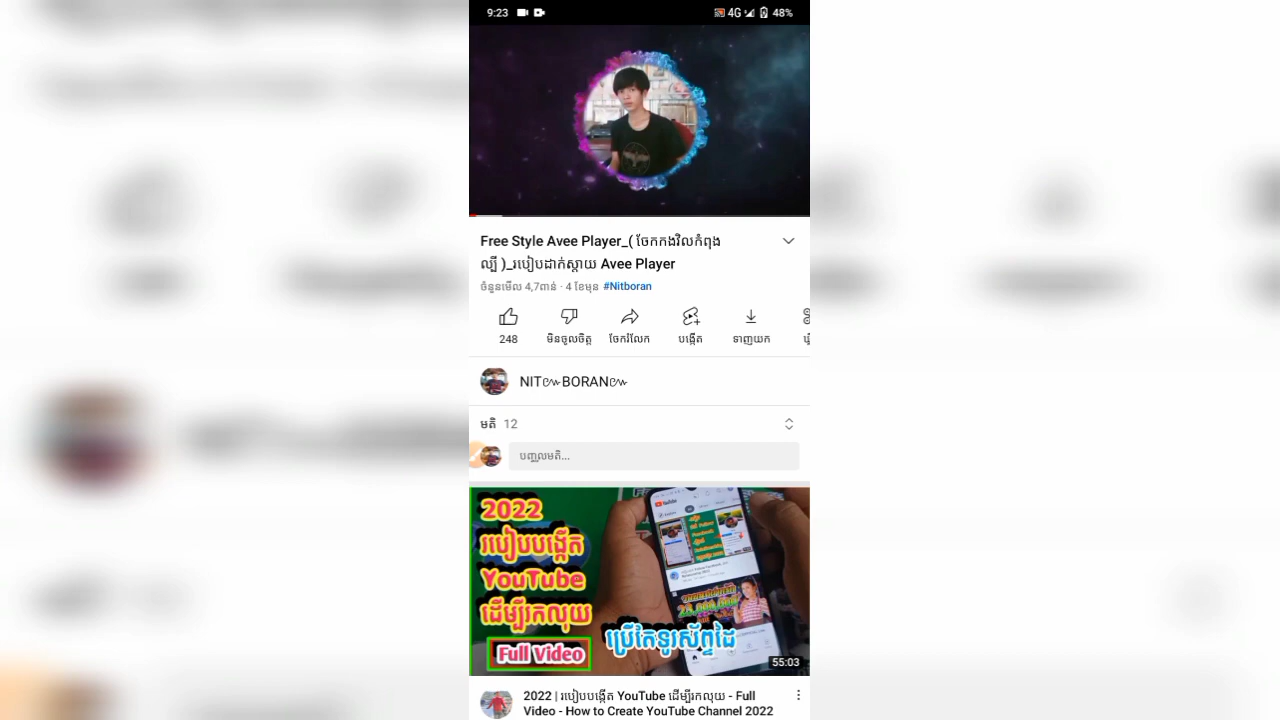 9:23 4G 48%
Free Style Avee Player_( ចែកកងវិលកំពុង
ល្បី )_របៀបដាក់ស្តាយ Avee Player
ចំនួនមើល 4,7ពាន់ · 4 ខែមុន #Nitboran
248 មិនចូលចិត្ត ចែករំលែក បង្កើត ទាញយក
NIT៚BORAN៚
មតិ 12
បញ្ចូលមតិ...
2022
របៀបបង្កើត
YouTube
ដើម្បីរកលុយ
Full Video
ប្រើតែទូរស័ព្ទដៃ
55:03
2022 | របៀបបង្កើត YouTube ដើម្បីរកលុយ - Full
Video - How to Create YouTube Channel 2022